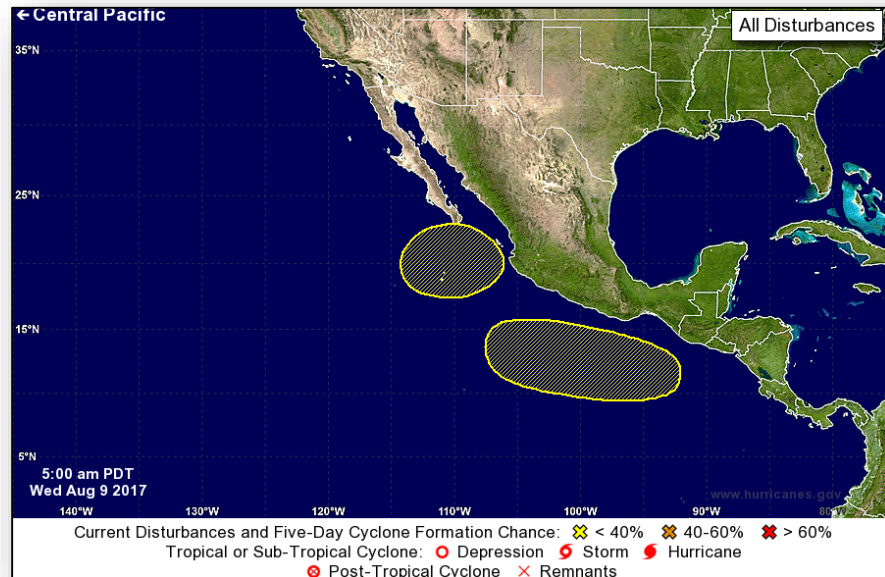 ← Central Pacific
All Disturbances
35°N
25°N
15°N
5°N
5:00 am PDT
Wed Aug 9 2017
www.hurricanes.gov
140°W 130°W 120°W 110°W 100°W 90°W 80°W
Current Disturbances and Five-Day Cyclone Formation Chance: < 40% 40-60% > 60%
Tropical or Sub-Tropical Cyclone: Depression Storm Hurricane
Post-Tropical Cyclone Remnants